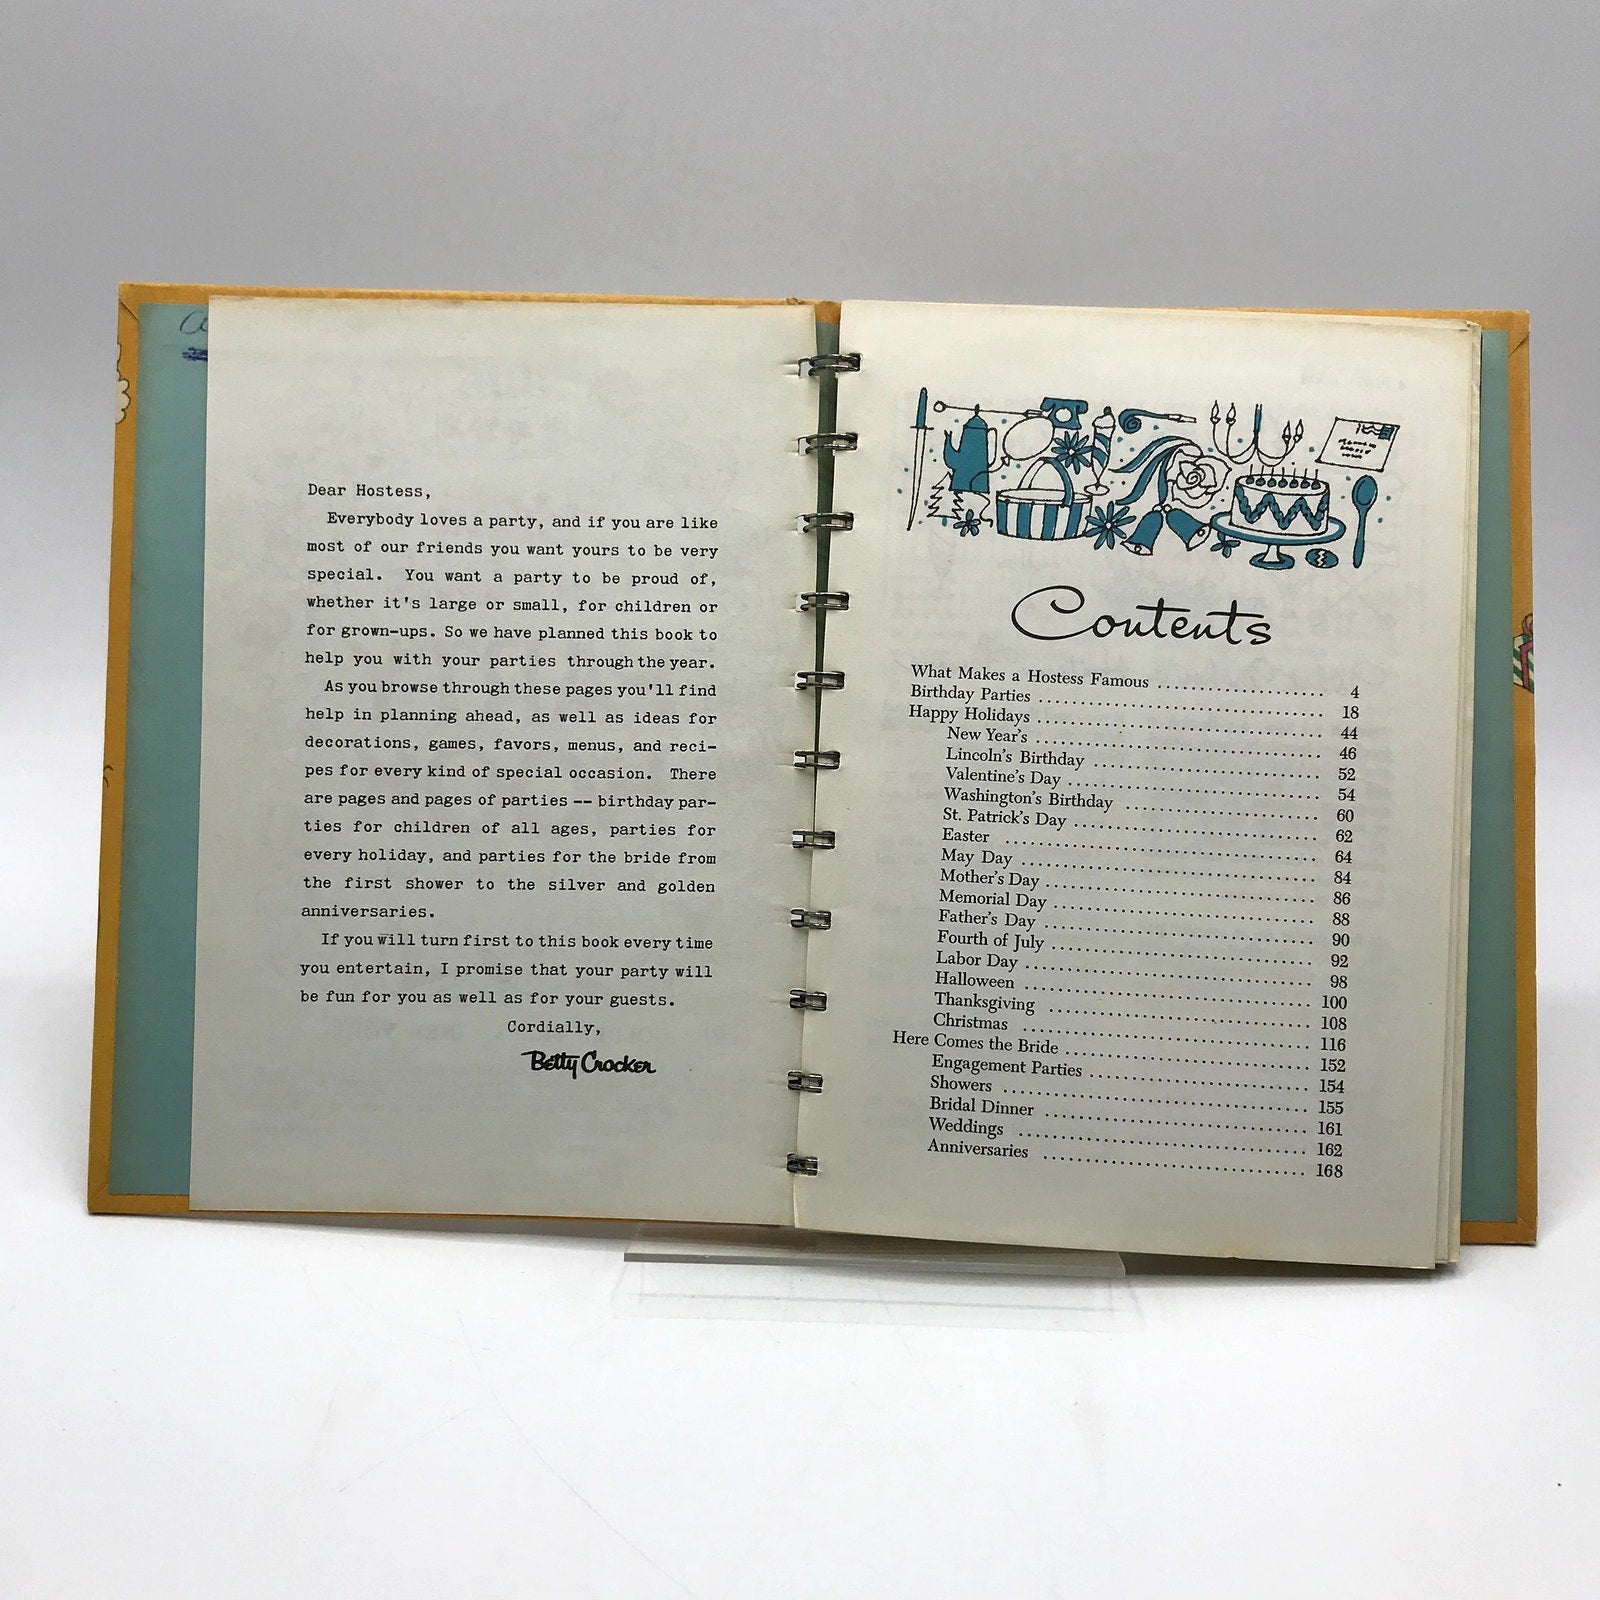 Dear Hostess,
Everybody loves a party, and if you are like
most of our friends you want yours to be very
special. You want a party to be proud of,
whether it's large or small, for children or
for grown-ups. So we have planned this book to
help you with your parties through the year.
As you browse through these pages you'll find
help in planning ahead, as well as ideas for
decorations, games, favors, menus, and reci-
pes for every kind of special occasion. There
are pages and pages of parties -- birthday par-
ties for children of all ages, parties for
every holiday, and parties for the bride from
the first shower to the silver and golden
anniversaries.
If you will turn first to this book every time
you entertain, I promise that your party will
be fun for you as well as for your guests.
Cordially,
Betty Crocker
Contents
What Makes a Hostess Famous .......................... 4
Birthday Parties .......................... 18
Happy Holidays .......................... 44
New Year's .......................... 46
Lincoln's Birthday .......................... 52
Valentine's Day .......................... 54
Washington's Birthday .......................... 60
St. Patrick's Day .......................... 62
Easter .......................... 64
May Day .......................... 84
Mother's Day .......................... 86
Memorial Day .......................... 88
Father's Day .......................... 90
Fourth of July .......................... 92
Labor Day .......................... 98
Halloween .......................... 100
Thanksgiving .......................... 108
Christmas .......................... 116
Here Comes the Bride .......................... 152
Engagement Parties .......................... 154
Showers .......................... 155
Bridal Dinner .......................... 161
Weddings .......................... 162
Anniversaries .......................... 168